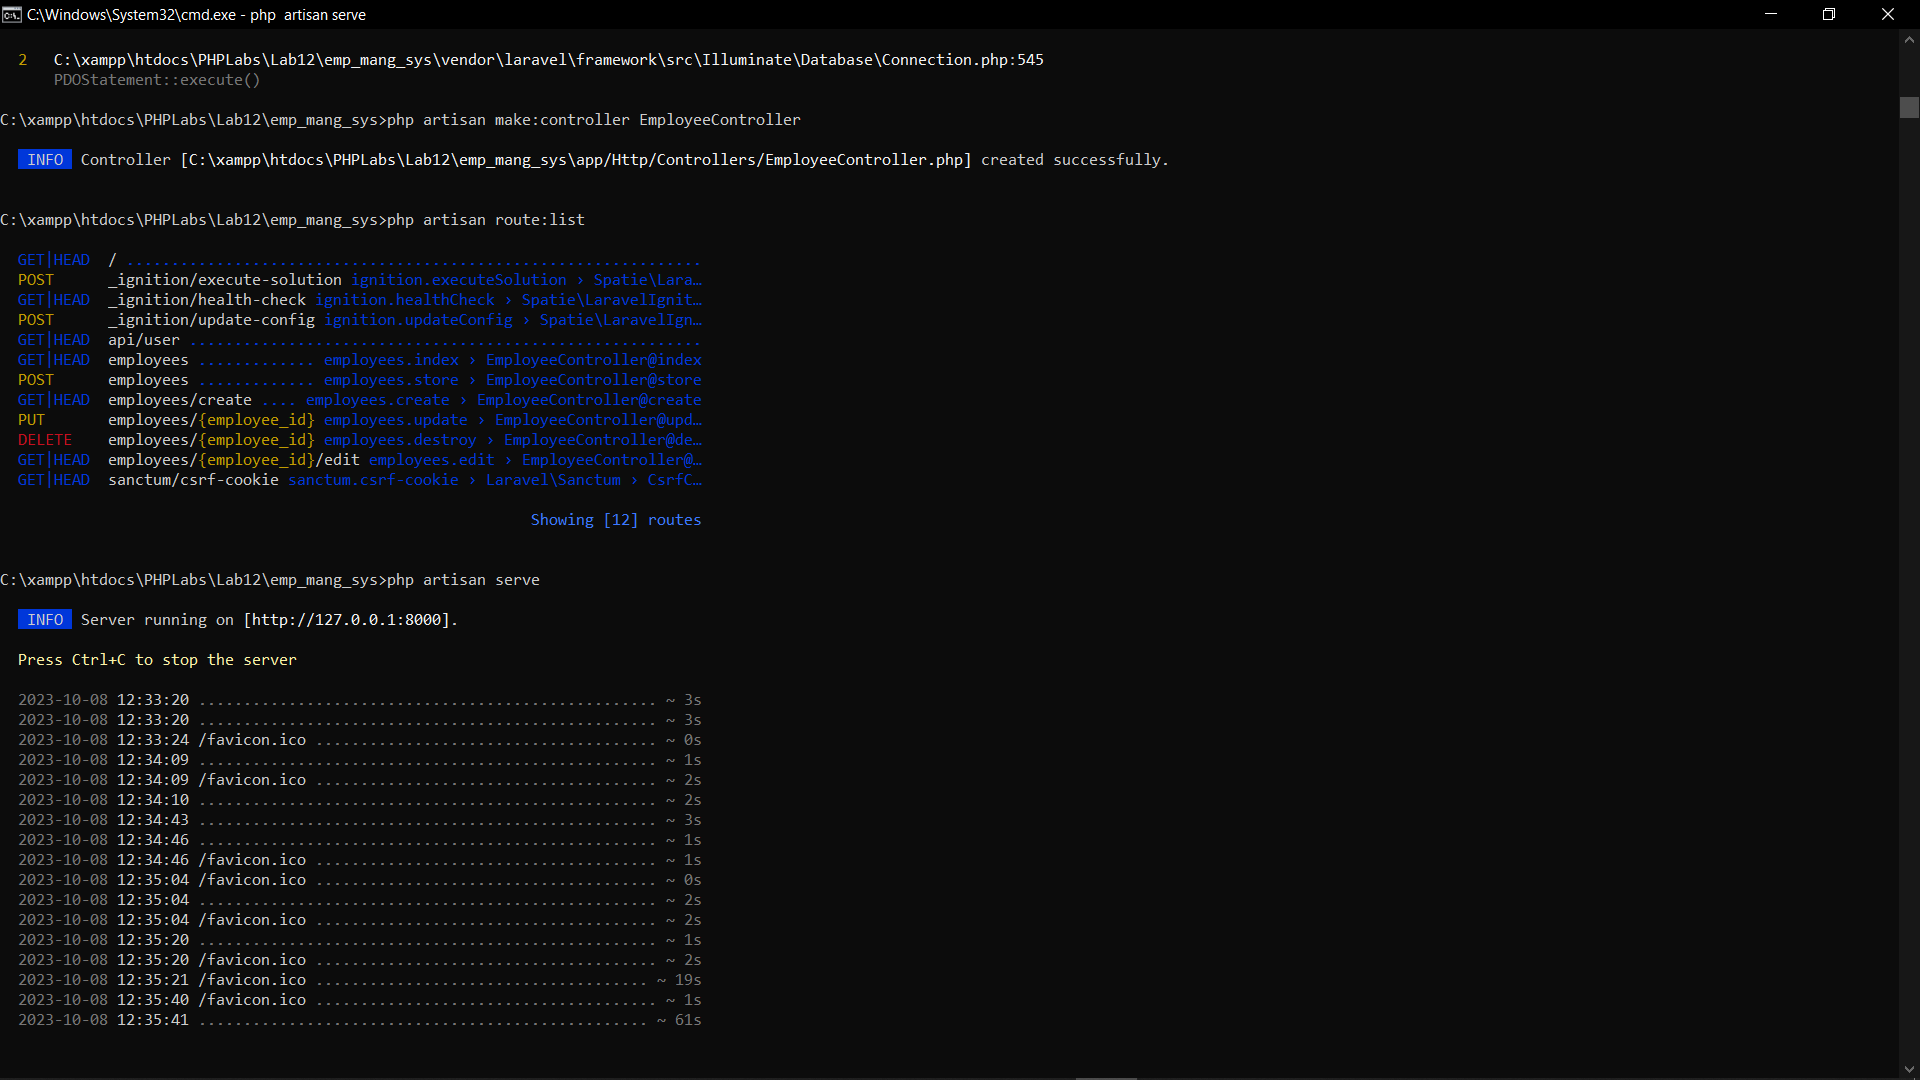 C:\Windows\System32\cmd.exe - php  artisan serve
2   C:\xampp\htdocs\PHPLabs\Lab12\emp_mang_sys\vendor\laravel\framework\src\Illuminate\Database\Connection.php:545
PDOStatement::execute()
C:\xampp\htdocs\PHPLabs\Lab12\emp_mang_sys>php artisan make:controller EmployeeController
INFO  Controller [C:\xampp\htdocs\PHPLabs\Lab12\emp_mang_sys\app/Http/Controllers/EmployeeController.php] created successfully.
C:\xampp\htdocs\PHPLabs\Lab12\emp_mang_sys>php artisan route:list
GET|HEAD  / ................................................................
POST      _ignition/execute-solution ignition.executeSolution › Spatie\Lara…
GET|HEAD  _ignition/health-check ignition.healthCheck › Spatie\LaravelIgnit…
POST      _ignition/update-config ignition.updateConfig › Spatie\LaravelIgn…
GET|HEAD  api/user .........................................................
GET|HEAD  employees ............. employees.index › EmployeeController@index
POST      employees ............. employees.store › EmployeeController@store
GET|HEAD  employees/create .... employees.create › EmployeeController@create
PUT       employees/{employee_id} employees.update › EmployeeController@upd…
DELETE    employees/{employee_id} employees.destroy › EmployeeController@de…
GET|HEAD  employees/{employee_id}/edit employees.edit › EmployeeController@…
GET|HEAD  sanctum/csrf-cookie sanctum.csrf-cookie › Laravel\Sanctum › CsrfC…
Showing [12] routes
C:\xampp\htdocs\PHPLabs\Lab12\emp_mang_sys>php artisan serve
INFO  Server running on [http://127.0.0.1:8000].
Press Ctrl+C to stop the server
2023-10-08 12:33:20 ................................................... ~ 3s
2023-10-08 12:33:20 ................................................... ~ 3s
2023-10-08 12:33:24 /favicon.ico ...................................... ~ 0s
2023-10-08 12:34:09 ................................................... ~ 1s
2023-10-08 12:34:09 /favicon.ico ...................................... ~ 2s
2023-10-08 12:34:10 ................................................... ~ 2s
2023-10-08 12:34:43 ................................................... ~ 3s
2023-10-08 12:34:46 ................................................... ~ 1s
2023-10-08 12:34:46 /favicon.ico ...................................... ~ 1s
2023-10-08 12:35:04 /favicon.ico ...................................... ~ 0s
2023-10-08 12:35:04 ................................................... ~ 2s
2023-10-08 12:35:04 /favicon.ico ...................................... ~ 2s
2023-10-08 12:35:20 ................................................... ~ 1s
2023-10-08 12:35:20 /favicon.ico ...................................... ~ 2s
2023-10-08 12:35:21 /favicon.ico ..................................... ~ 19s
2023-10-08 12:35:40 /favicon.ico ...................................... ~ 1s
2023-10-08 12:35:41 .................................................. ~ 61s